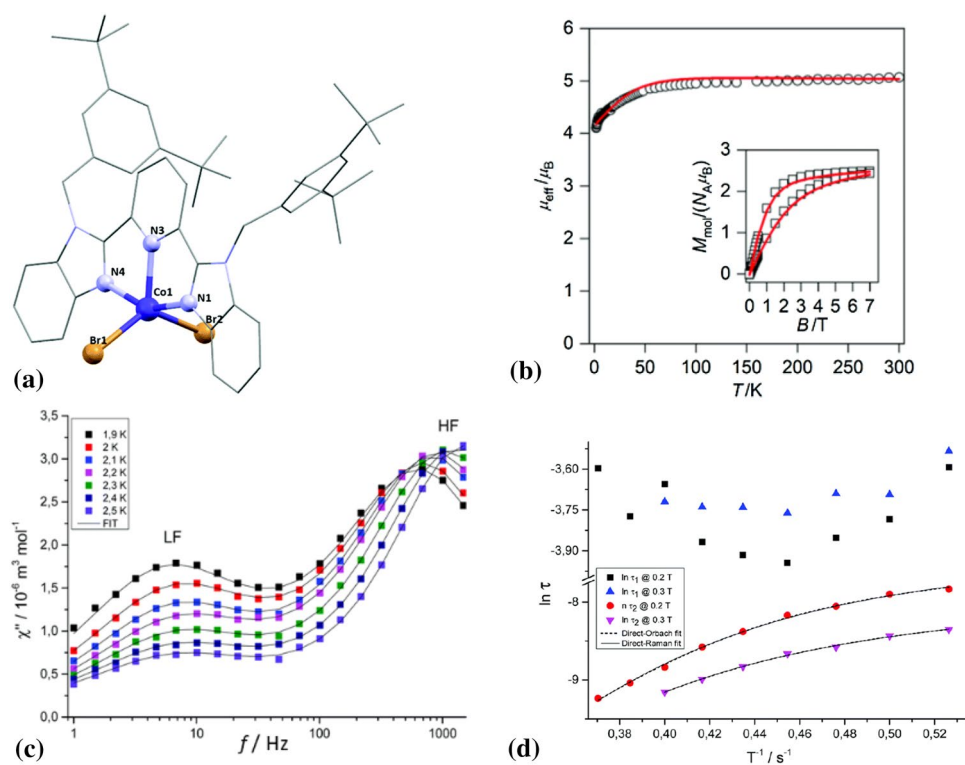 N3
N4
Co1
N1
Br1
Br2
(a)
6
5
4
3
2
1
0
μeff/μB
0 50 100 150 200 250 300
T/K
3
2
1
0
Mmol/(NAμB)
0 1 2 3 4 5 6 7
B/T
(b)
3,5
3,0
2,5
2,0
1,5
1,0
0,5
0,0
χ'' / 10⁻⁶ m³ mol⁻¹
1,9 K
2 K
2,1 K
2,2 K
2,3 K
2,4 K
2,5 K
FIT
LF
HF
1 10 100 1000
f / Hz
(c)
-3,60
-3,75
-3,90
-8
-9
ln τ
ln τ₁ @ 0.2 T
ln τ₁ @ 0.3 T
n τ₂ @ 0.2 T
ln τ₂ @ 0.3 T
Direct-Orbach fit
Direct-Raman fit
0,38 0,40 0,42 0,44 0,46 0,48 0,50 0,52
T⁻¹ / s⁻¹
(d)